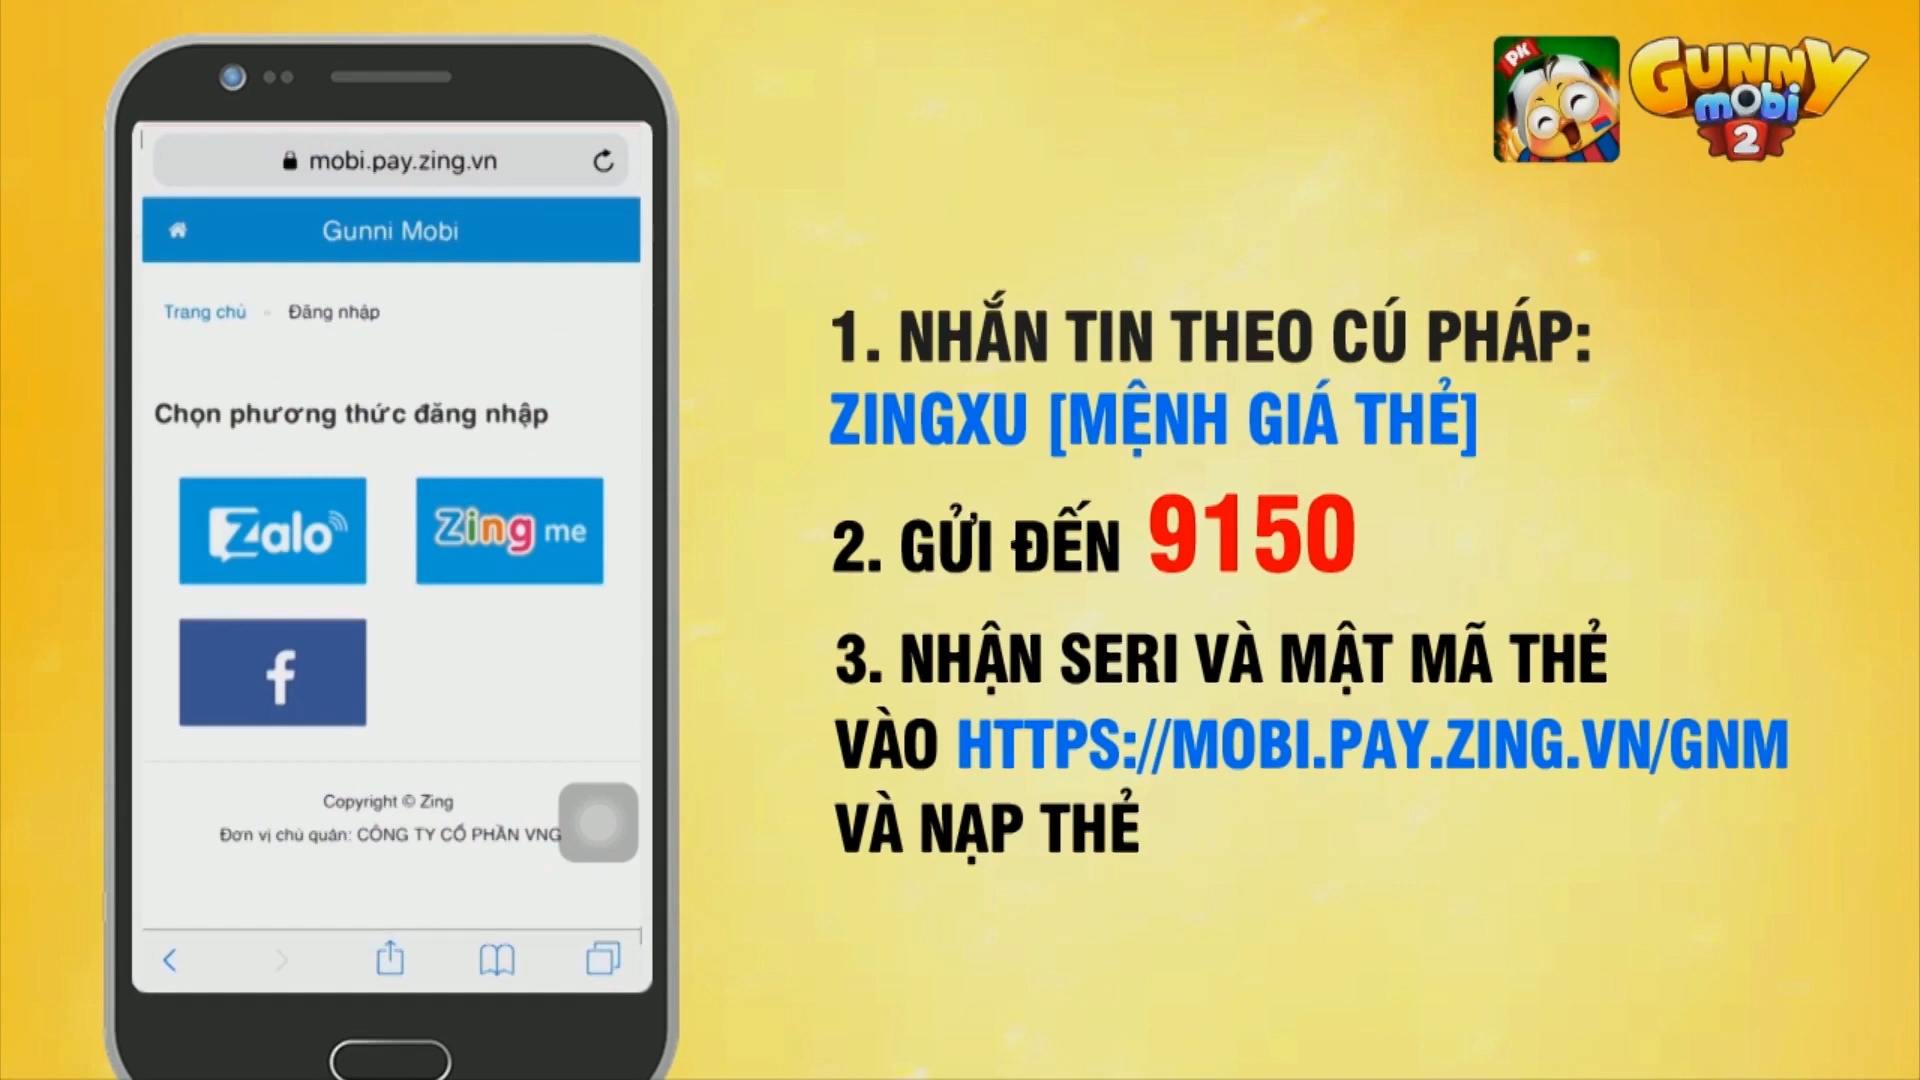 PK
GUNNY
mobi
2
mobi.pay.zing.vn
Gunni Mobi
Trang chủ
Đăng nhập
Chọn phương thức đăng nhập
Zalo
Zing me
f
Copyright © Zing
Đơn vị chủ quản: CÔNG TY CỔ PHẦN VNG
1. NHẮN TIN THEO CÚ PHÁP:
ZINGXU [MỆNH GIÁ THẺ]
2. GỬI ĐẾN 9150
3. NHẬN SERI VÀ MẬT MÃ THẺ
VÀO HTTPS://MOBI.PAY.ZING.VN/GNM
VÀ NẠP THẺ